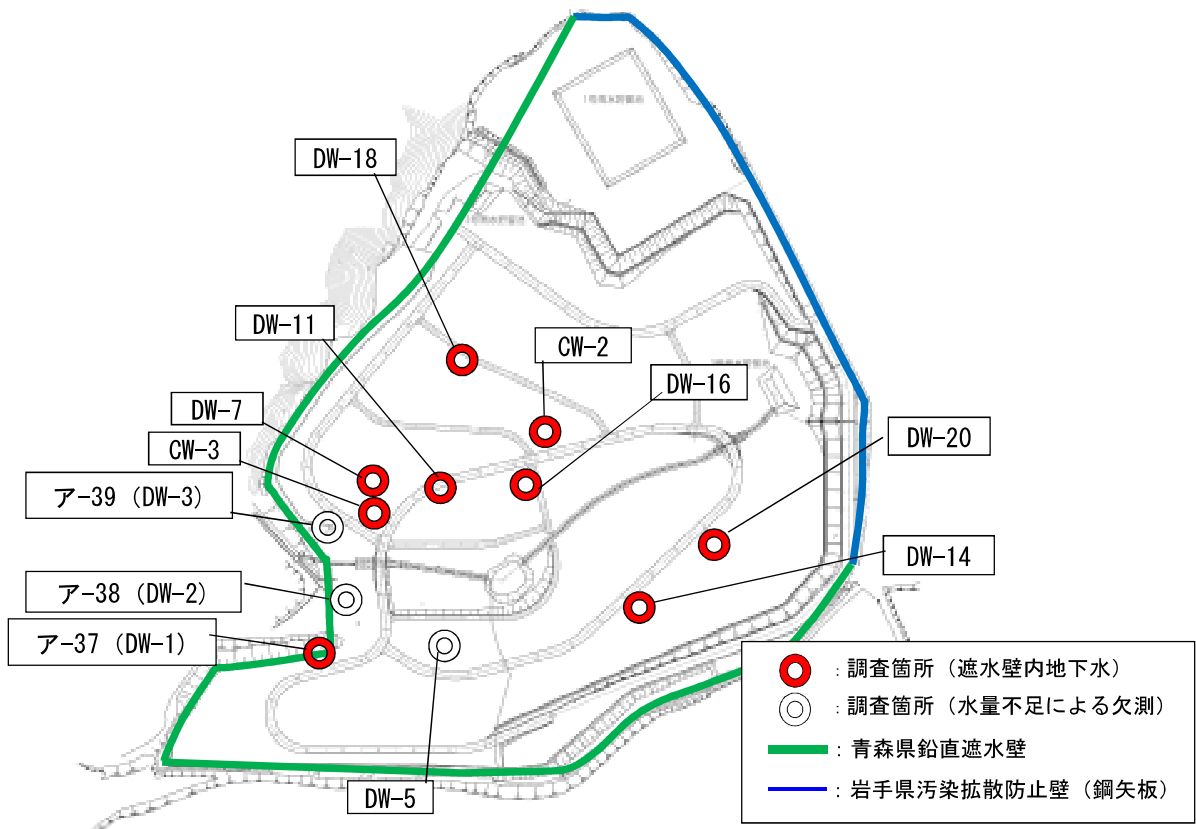 DW-18
DW-11
CW-2
DW-16
DW-7
CW-3
DW-20
ア-39 (DW-3)
DW-14
ア-38 (DW-2)
ア-37 (DW-1)
DW-5
：調査箇所（遮水壁内地下水）
：調査箇所（水量不足による欠測）
：青森県鉛直遮水壁
：岩手県汚染拡散防止壁（鋼矢板）